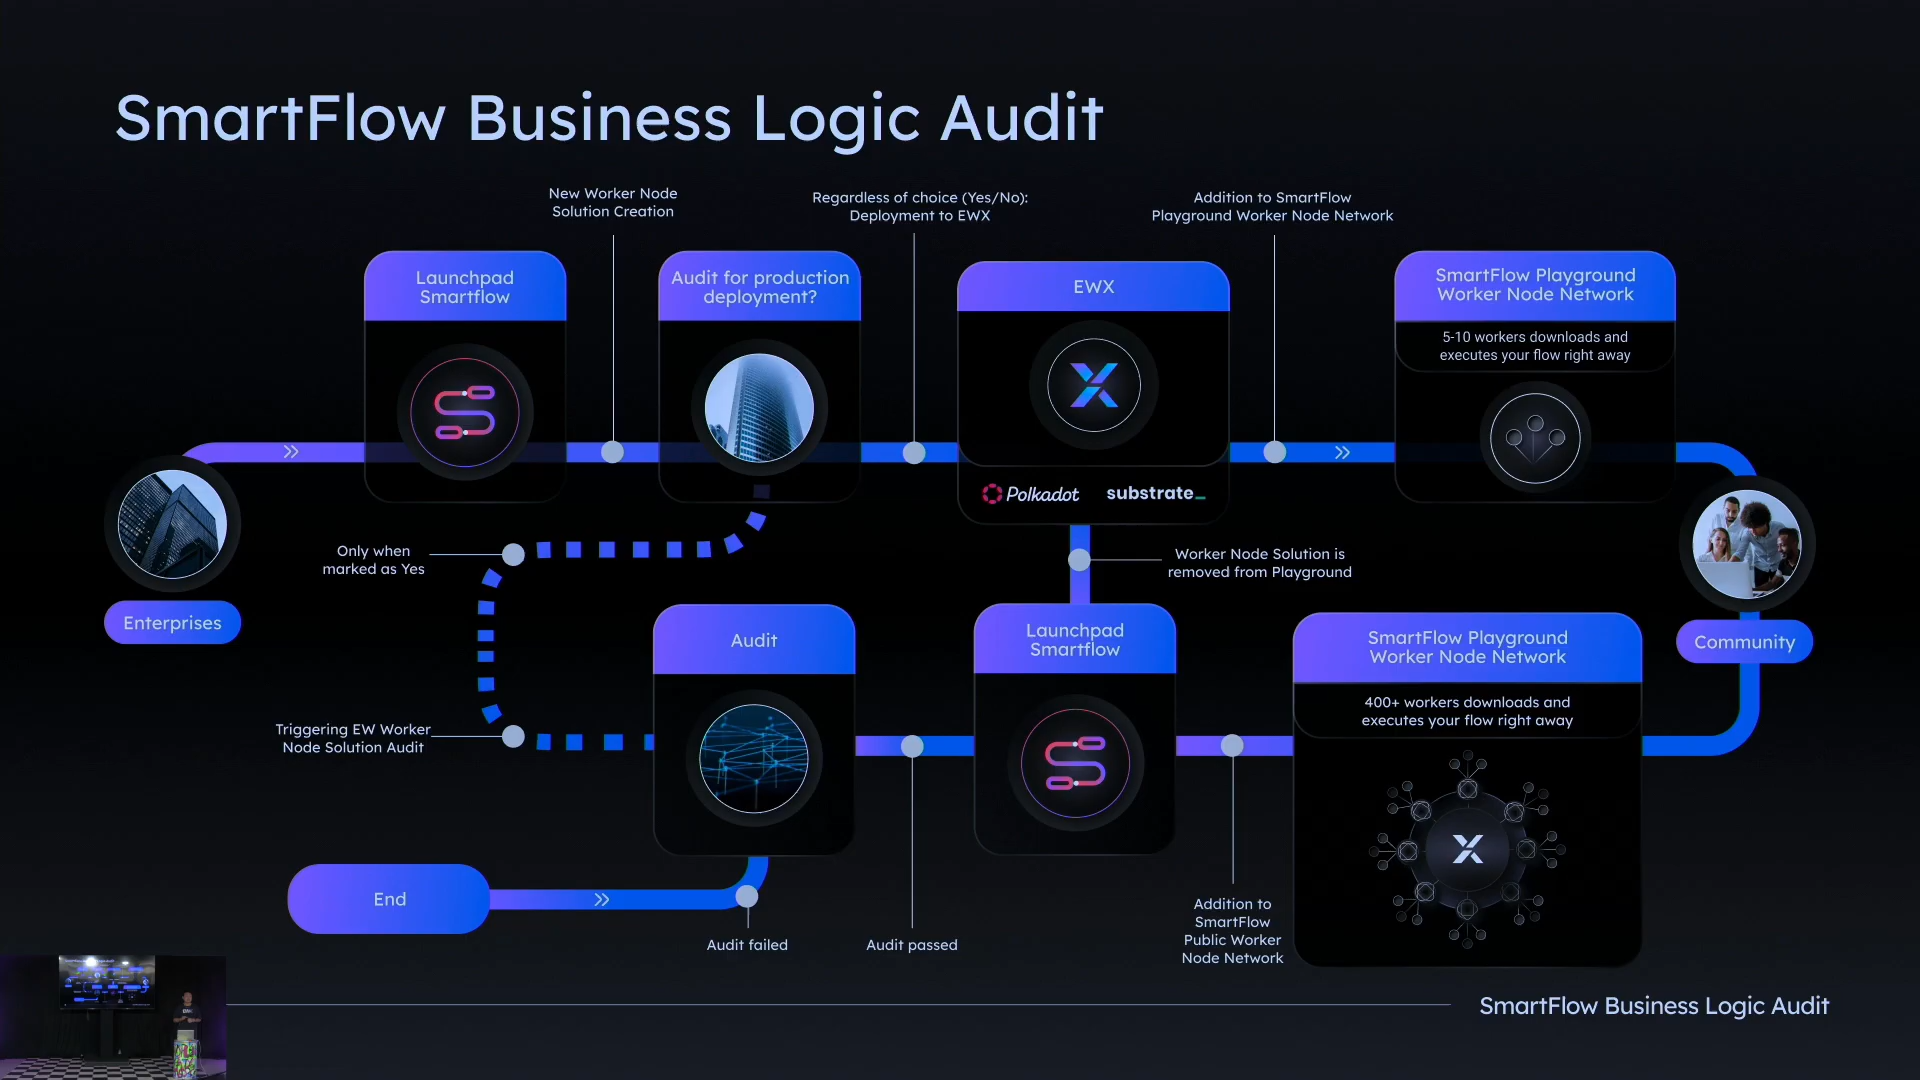 SmartFlow Business Logic Audit
New Worker Node
Solution Creation
Regardless of choice (Yes/No):
Deployment to EWX
Addition to SmartFlow
Playground Worker Node Network
Launchpad
Smartflow
Audit for production
deployment?
EWX
SmartFlow Playground
Worker Node Network
5-10 workers downloads and
executes your flow right away
Polkadot
substrate_
Enterprises
Only when
marked as Yes
Worker Node Solution is
removed from Playground
Community
Triggering EW Worker
Node Solution Audit
Audit
Launchpad
Smartflow
SmartFlow Playground
Worker Node Network
400+ workers downloads and
executes your flow right away
End
Audit failed
Audit passed
Addition to
SmartFlow
Public Worker
Node Network
SmartFlow Business Logic Audit